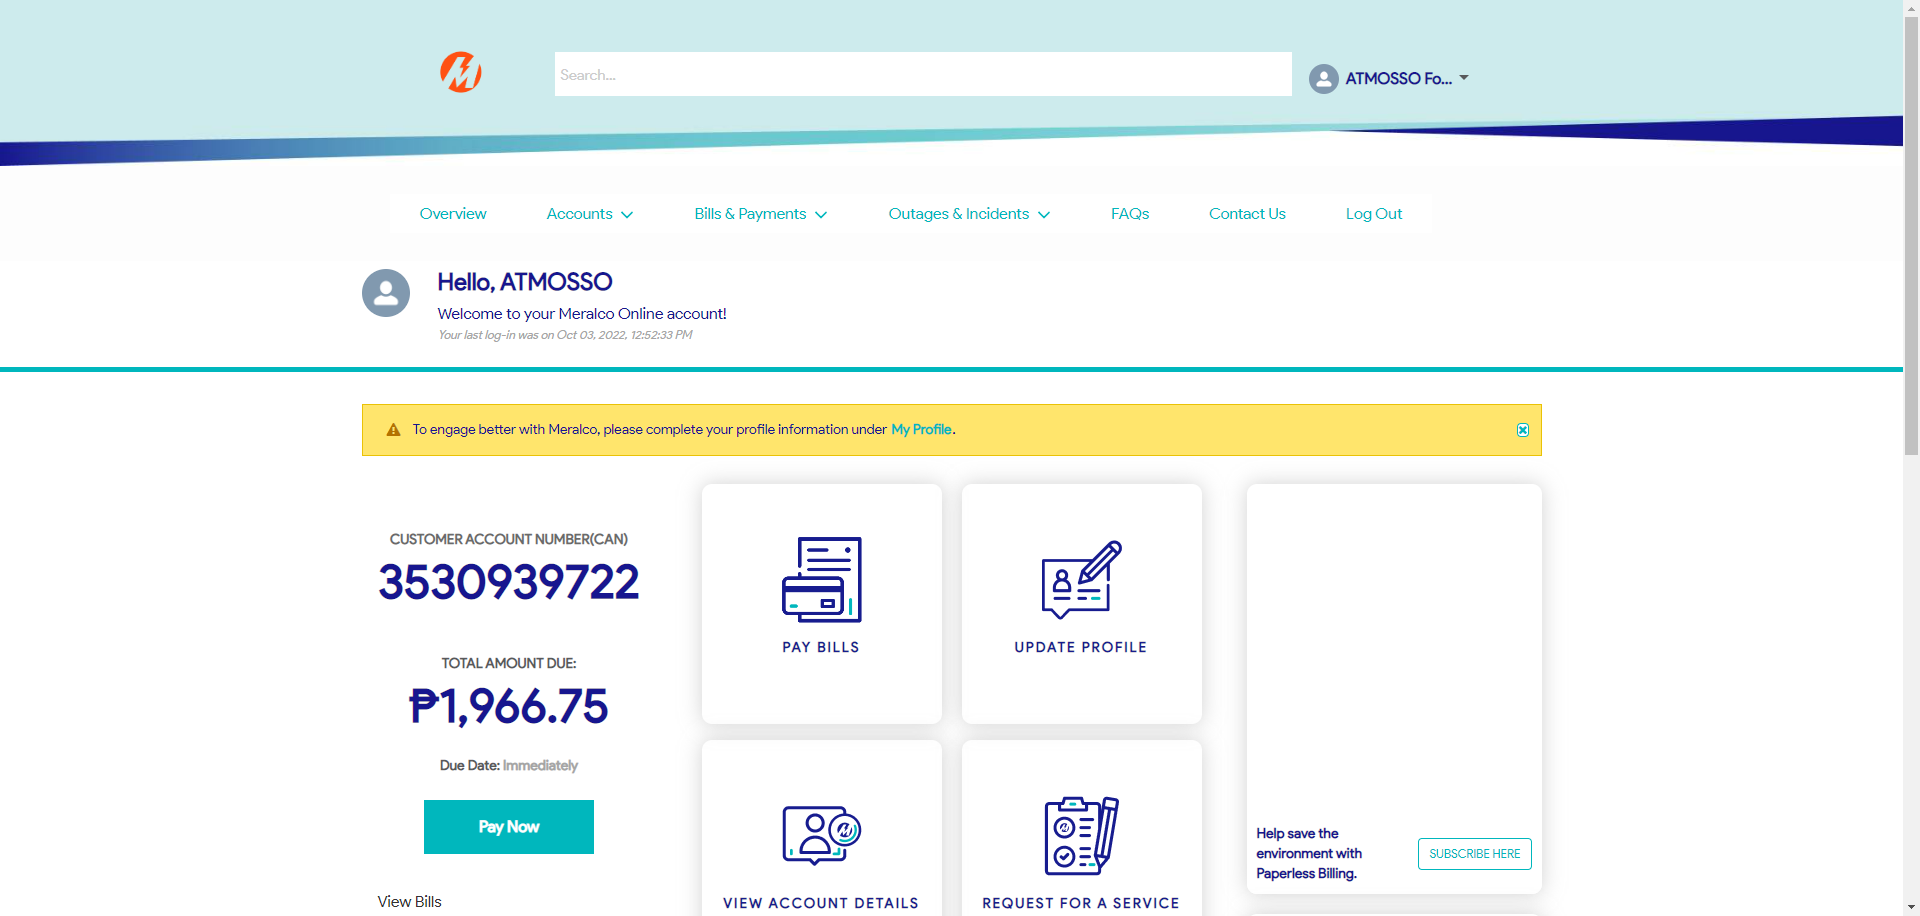 Search...
ATMOSSO Fo...
Overview
Accounts
Bills & Payments
Outages & Incidents
FAQs
Contact Us
Log Out
Hello, ATMOSSO
Welcome to your Meralco Online account!
Your last log-in was on Oct 03, 2022, 12:52:33 PM
To engage better with Meralco, please complete your profile information under My Profile.
CUSTOMER ACCOUNT NUMBER(CAN)
3530939722
TOTAL AMOUNT DUE:
₱1,966.75
Due Date: Immediately
Pay Now
View Bills
PAY BILLS
UPDATE PROFILE
VIEW ACCOUNT DETAILS
REQUEST FOR A SERVICE
Help save the
environment with
Paperless Billing.
SUBSCRIBE HERE